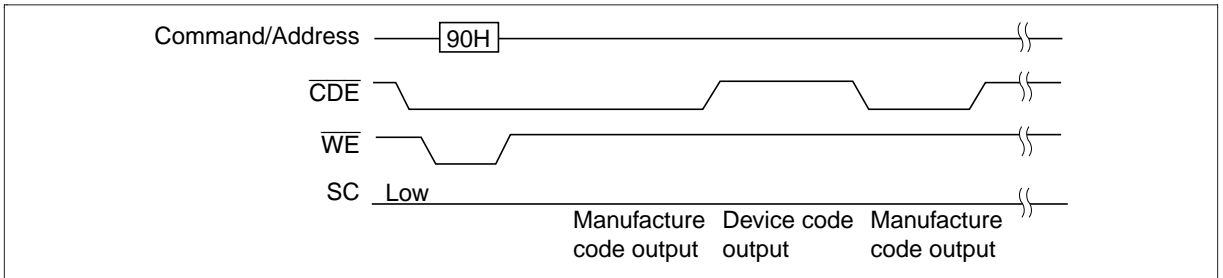 Command/Address
90H
CDE
WE
SC Low
Manufacture Device code Manufacture
code output output code output